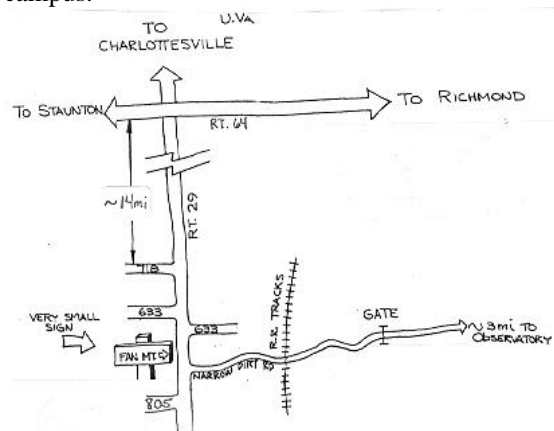 campus.
U.Va
TO
CHARLOTTESVILLE
TO STAUNTON
TO RICHMOND
RT. 64
~14mi
RT. 29
718
633
633
VERY SMALL
SIGN
FAN MT
805
NARROW DIRT RD
R.R. TRACKS
GATE
~3mi TO
OBSERVATORY